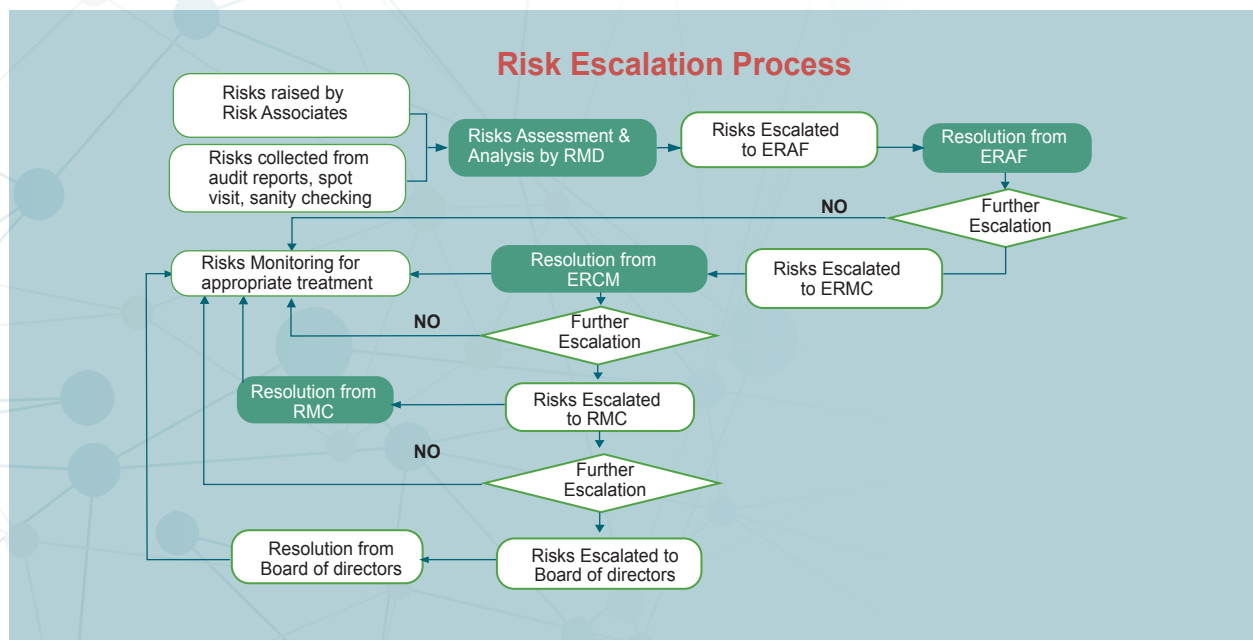 Risk Escalation Process
Risks raised by
Risk Associates
Risks collected from
audit reports, spot
visit, sanity checking
Risks Assessment &
Analysis by RMD
Risks Escalated
to ERAF
Resolution from
ERAF
Further
Escalation
NO
Risks Escalated
to ERMC
Resolution from
ERCM
Risks Monitoring for
appropriate treatment
Further
Escalation
NO
Risks Escalated
to RMC
Resolution from
RMC
Further
Escalation
NO
Risks Escalated to
Board of directors
Resolution from
Board of directors